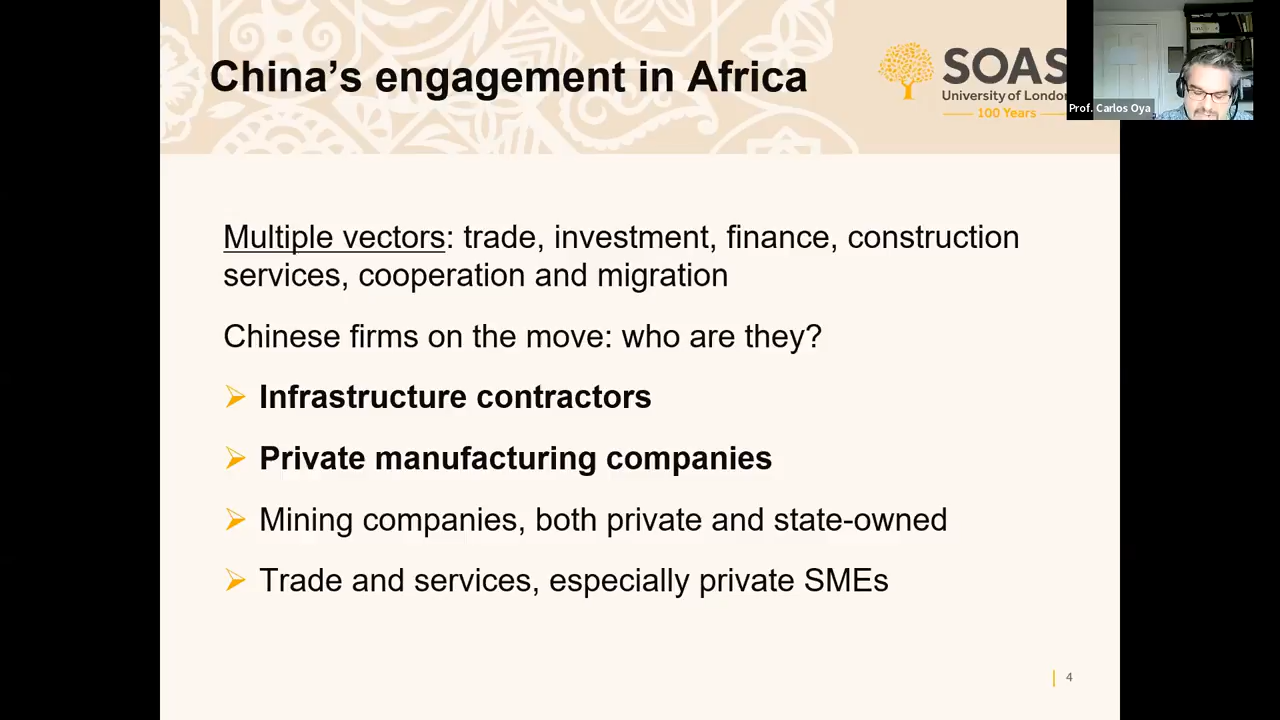 China’s engagement in Africa
SOAS
University of London
100 Years
Prof. Carlos Oya
Multiple vectors: trade, investment, finance, construction
services, cooperation and migration
Chinese firms on the move: who are they?
Infrastructure contractors
Private manufacturing companies
Mining companies, both private and state-owned
Trade and services, especially private SMEs
4